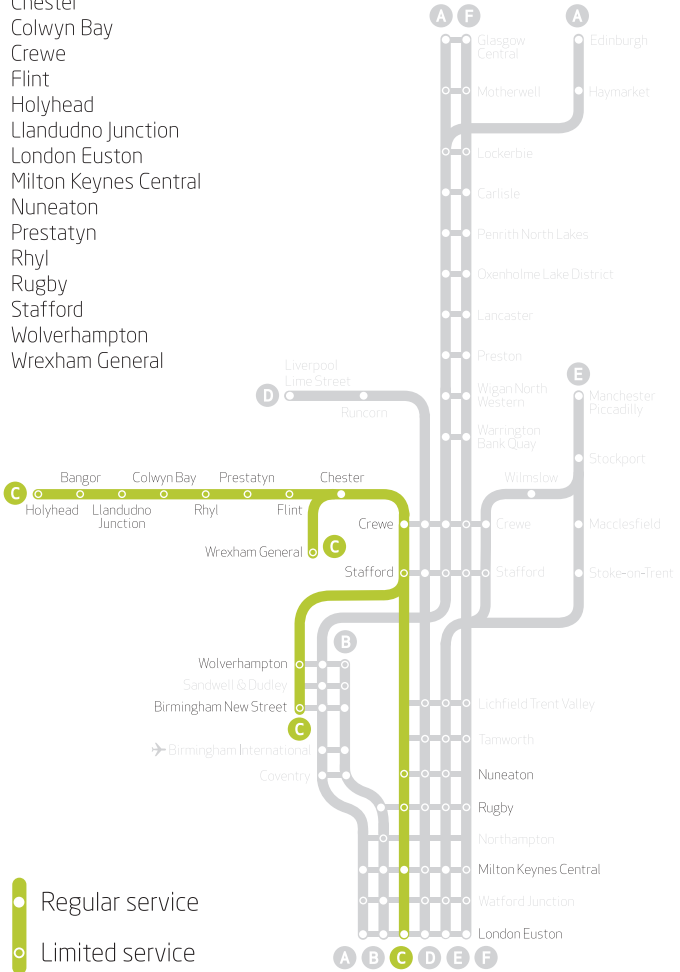 Chester
Colwyn Bay
Crewe
Flint
Holyhead
Llandudno Junction
London Euston
Milton Keynes Central
Nuneaton
Prestatyn
Rhyl
Rugby
Stafford
Wolverhampton
Wrexham General
A
F
A
Glasgow
Central
Edinburgh
Motherwell
Haymarket
Lockerbie
Carlisle
Penrith North Lakes
Oxenholme Lake District
Lancaster
Preston
Liverpool
Lime Street
D
Runcorn
Wigan North
Western
E
Manchester
Piccadilly
Warrington
Bank Quay
Stockport
Wilmslow
Bangor
Colwyn Bay
Prestatyn
Chester
C
Holyhead
Llandudno
Junction
Rhyl
Flint
Crewe
Crewe
Macclesfield
Wrexham General
C
Stafford
Stafford
Stoke-on-Trent
B
Wolverhampton
Sandwell & Dudley
Birmingham New Street
C
Lichfield Trent Valley
Tamworth
Birmingham International
Coventry
Nuneaton
Rugby
Northampton
Milton Keynes Central
Watford Junction
London Euston
A
B
C
D
E
F
Regular service
Limited service